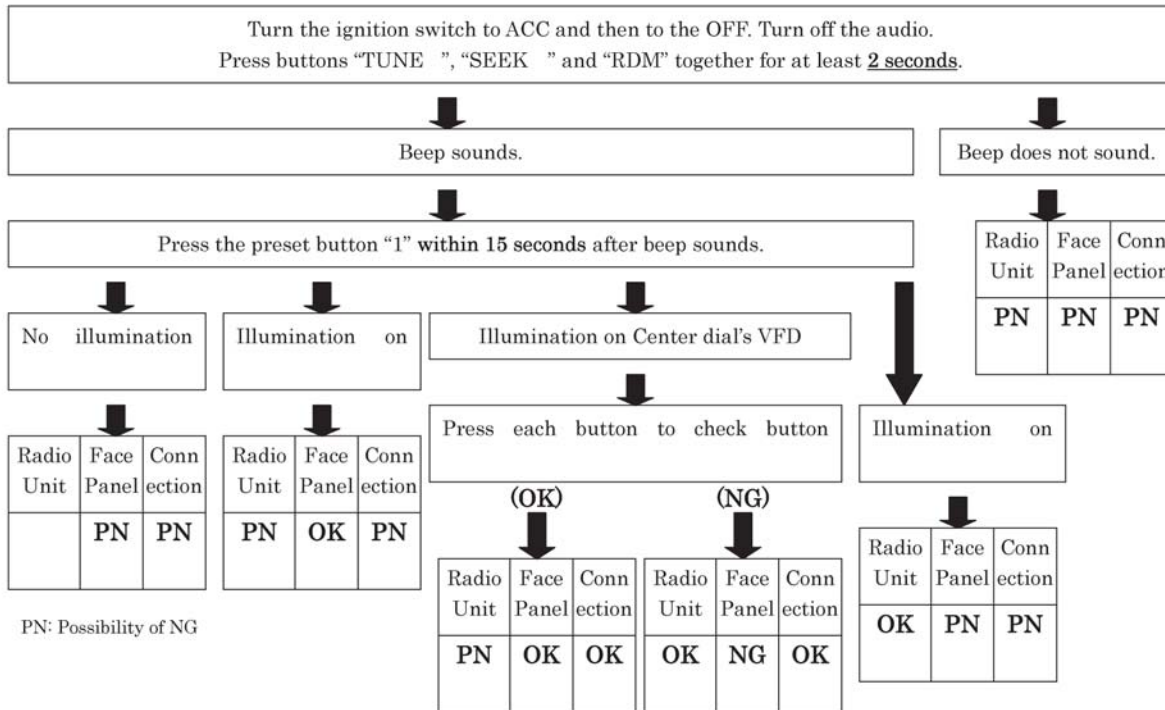 Turn the ignition switch to ACC and then to the OFF. Turn off the audio.
Press buttons “TUNE ”, “SEEK ” and “RDM” together for at least 2 seconds.
Beep sounds.
Beep does not sound.
Press the preset button “1” within 15 seconds after beep sounds.
Radio Unit
Face Panel
Conn ection
PN
PN
PN
No illumination
Illumination on
Illumination on Center dial’s VFD
Press each button to check button
Illumination on
Radio Unit
Face Panel
Conn ection
PN
PN
Radio Unit
Face Panel
Conn ection
PN
OK
PN
(OK)
(NG)
Radio Unit
Face Panel
Conn ection
PN
OK
OK
Radio Unit
Face Panel
Conn ection
OK
NG
OK
Radio Unit
Face Panel
Conn ection
OK
PN
PN
PN: Possibility of NG